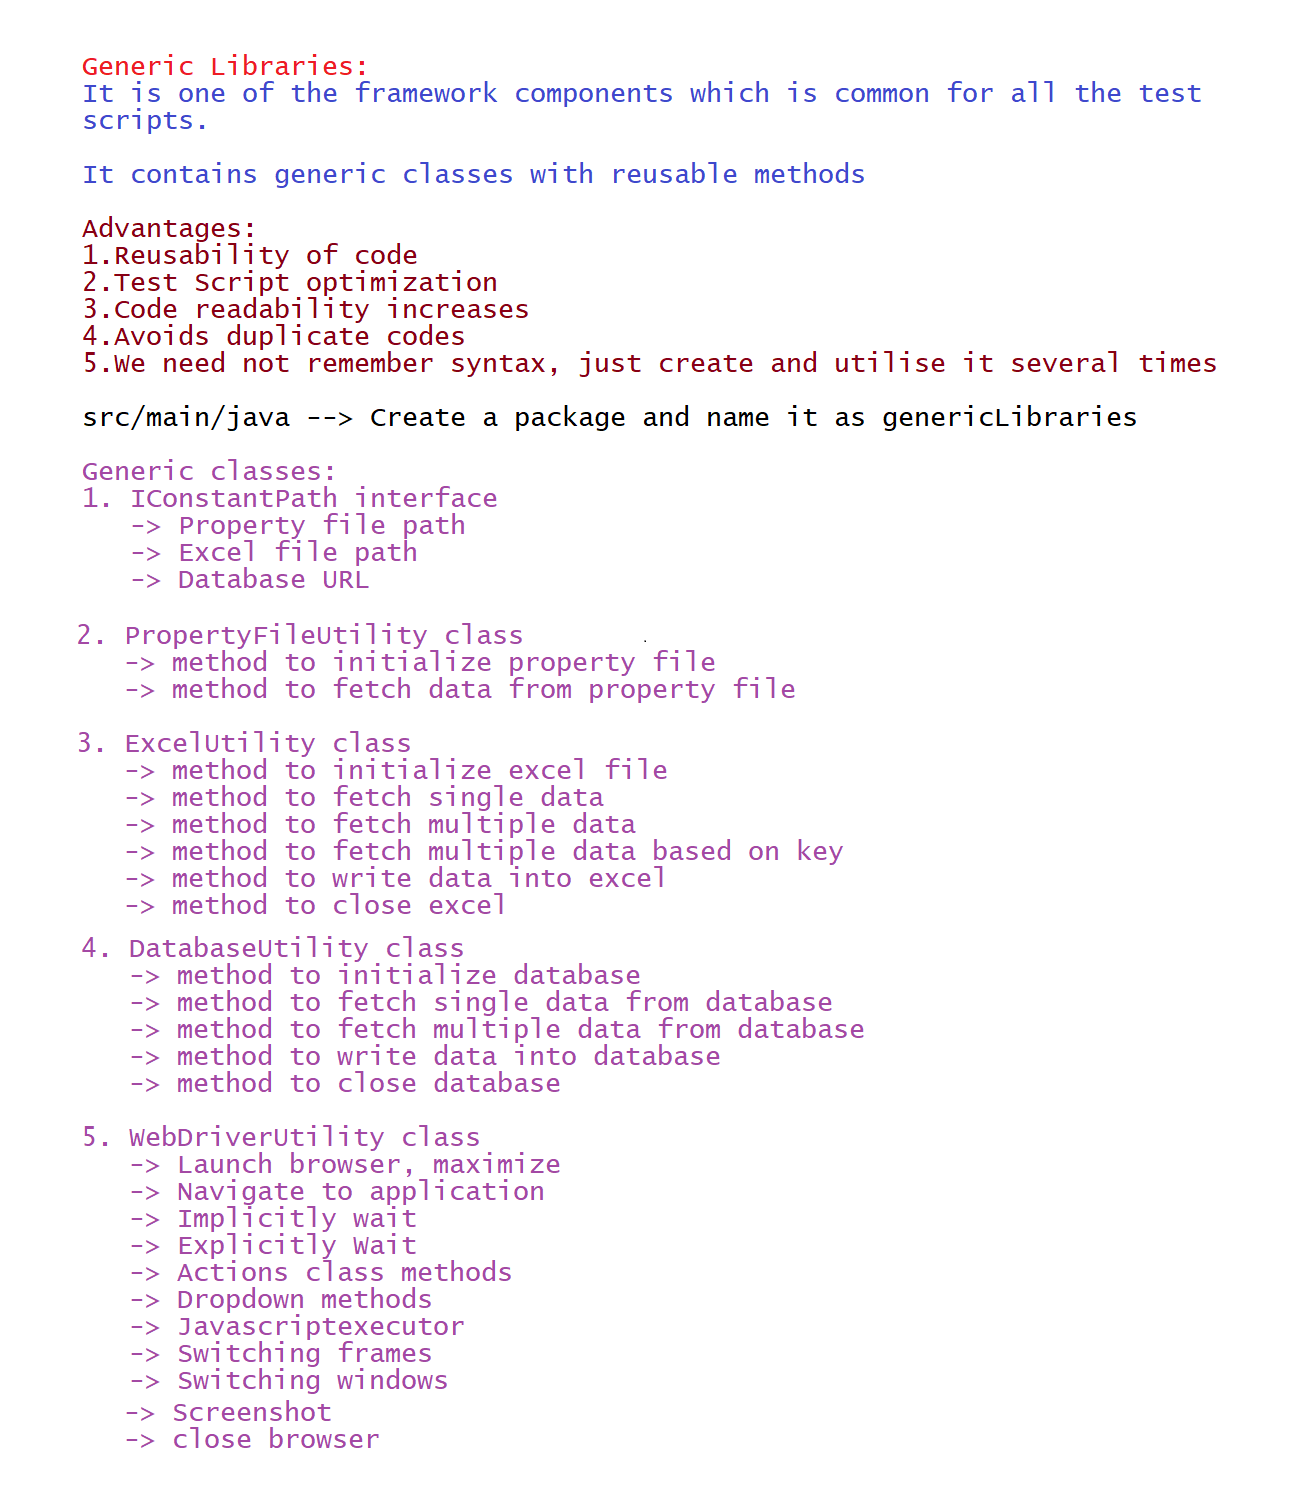 Generic Libraries:
It is one of the framework components which is common for all the test
scripts.
It contains generic classes with reusable methods
Advantages:
1.Reusability of code
2.Test Script optimization
3.Code readability increases
4.Avoids duplicate codes
5.We need not remember syntax, just create and utilise it several times
src/main/java --> Create a package and name it as genericLibraries
Generic classes:
1. IConstantPath interface
-> Property file path
-> Excel file path
-> Database URL
2. PropertyFileUtility class
-> method to initialize property file
-> method to fetch data from property file
3. ExcelUtility class
-> method to initialize excel file
-> method to fetch single data
-> method to fetch multiple data
-> method to fetch multiple data based on key
-> method to write data into excel
-> method to close excel
4. DatabaseUtility class
-> method to initialize database
-> method to fetch single data from database
-> method to fetch multiple data from database
-> method to write data into database
-> method to close database
5. WebDriverUtility class
-> Launch browser, maximize
-> Navigate to application
-> Implicitly wait
-> Explicitly Wait
-> Actions class methods
-> Dropdown methods
-> Javascriptexecutor
-> Switching frames
-> Switching windows
-> Screenshot
-> close browser